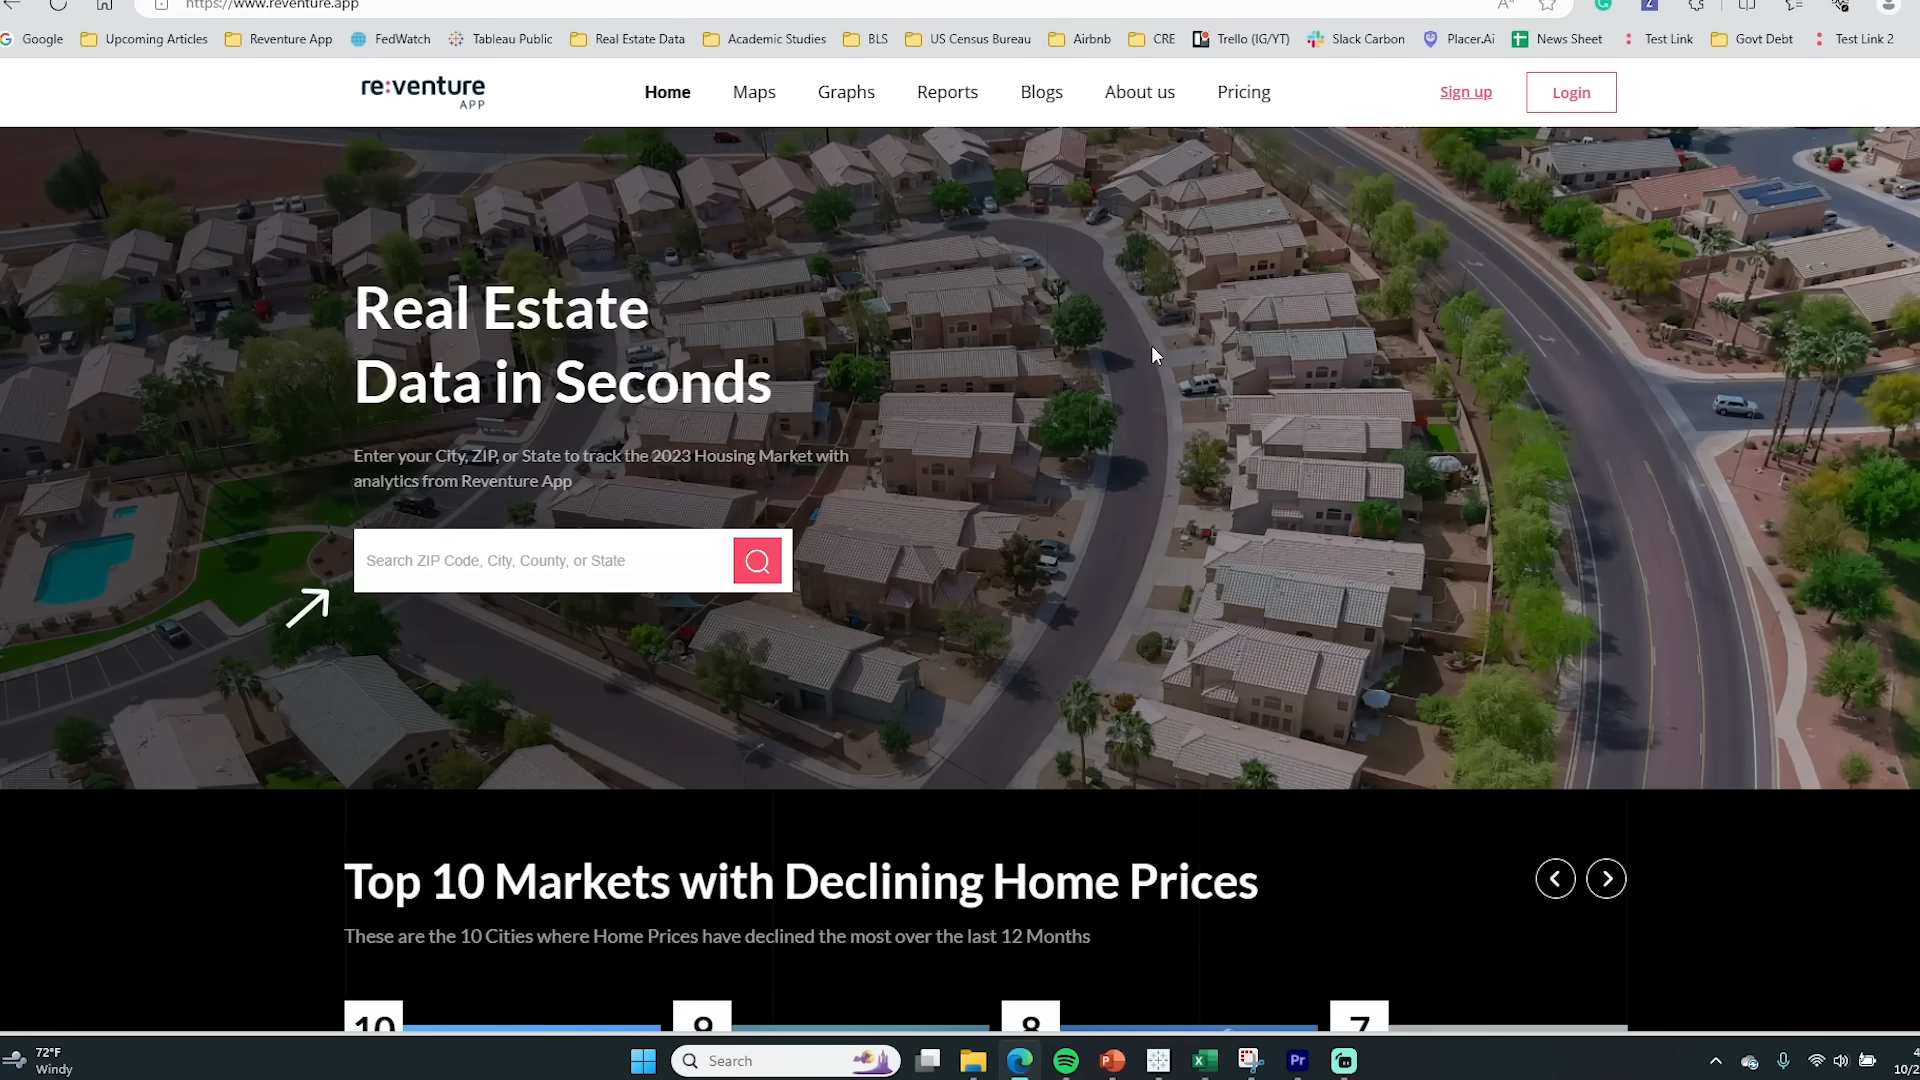 https://www.reventure.app
Google Upcoming Articles Reventure App FedWatch Tableau Public Real Estate Data Academic Studies BLS US Census Bureau Airbnb CRE Trello (IG/YT) Slack Carbon Placer.Ai News Sheet Test Link Govt Debt Test Link 2
re:venture
APP
Home Maps Graphs Reports Blogs About us Pricing Sign up Login
Real Estate
Data in Seconds
Enter your City, ZIP, or State to track the 2023 Housing Market with
analytics from Reventure App
Search ZIP Code, City, County, or State
Top 10 Markets with Declining Home Prices
These are the 10 Cities where Home Prices have declined the most over the last 12 Months
10 9 8 7
72°F
Windy
Search
Pr